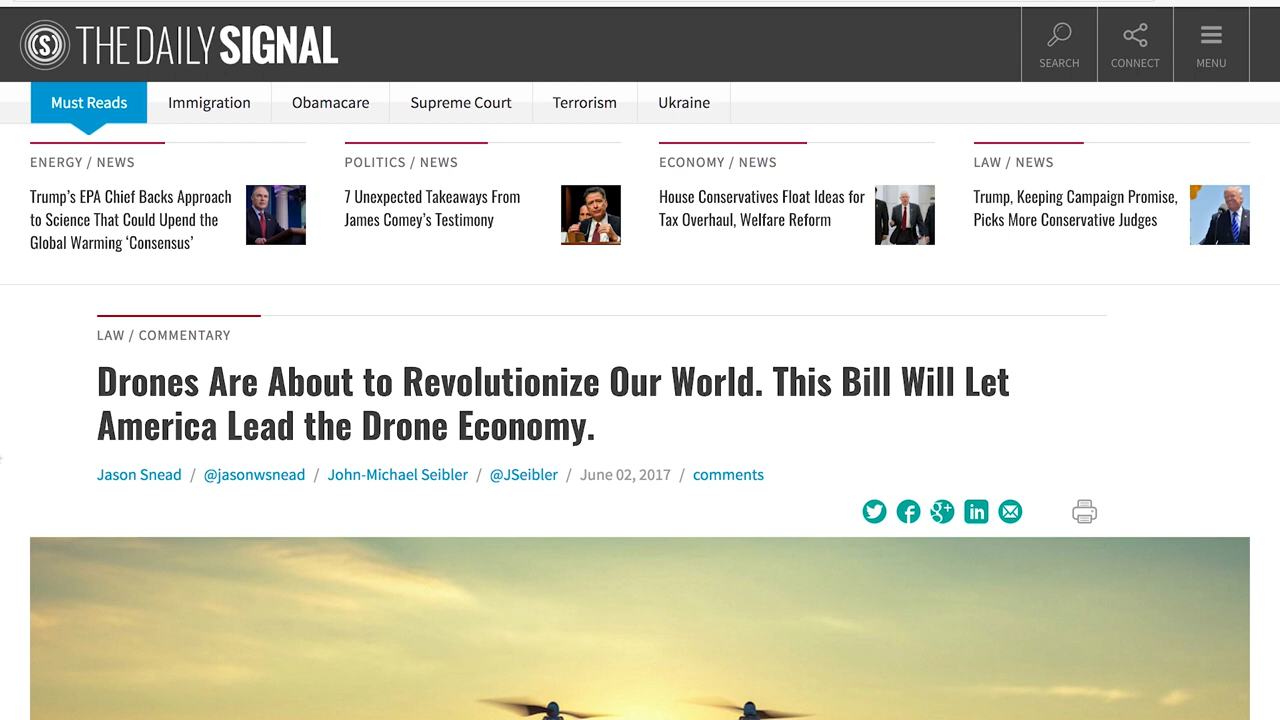 (S) THE DAILY SIGNAL
SEARCH
CONNECT
MENU
Must Reads
Immigration
Obamacare
Supreme Court
Terrorism
Ukraine
ENERGY / NEWS
Trump’s EPA Chief Backs Approach
to Science That Could Upend the
Global Warming ‘Consensus’
POLITICS / NEWS
7 Unexpected Takeaways From
James Comey’s Testimony
ECONOMY / NEWS
House Conservatives Float Ideas for
Tax Overhaul, Welfare Reform
LAW / NEWS
Trump, Keeping Campaign Promise,
Picks More Conservative Judges
LAW / COMMENTARY
Drones Are About to Revolutionize Our World. This Bill Will Let
America Lead the Drone Economy.
Jason Snead / @jasonwsnead / John-Michael Seibler / @JSeibler / June 02, 2017 / comments